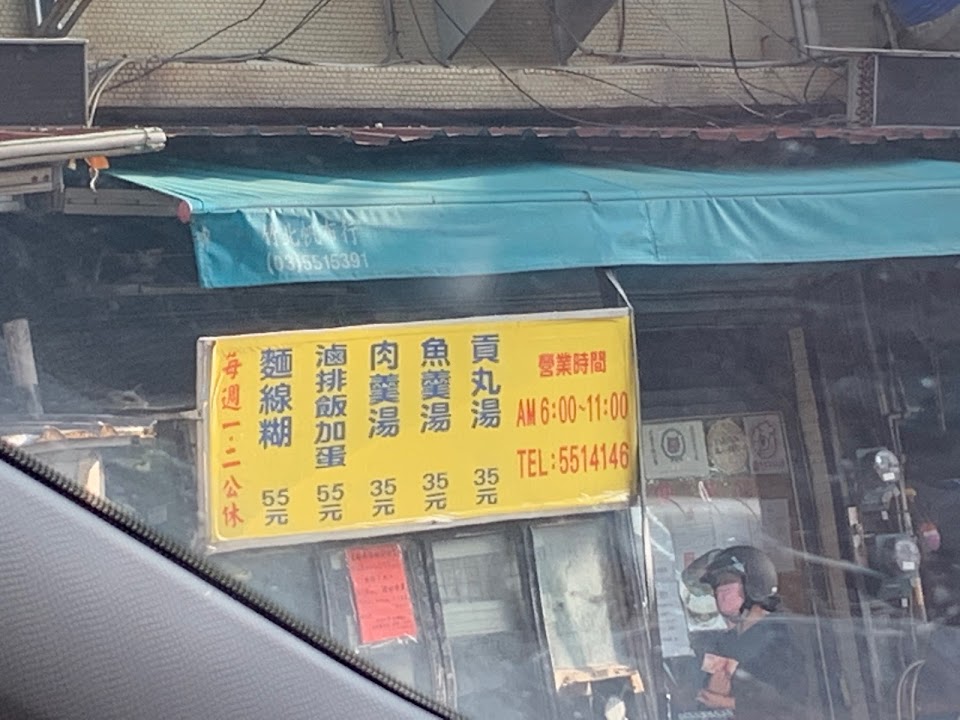 (03)5515391
每週一.二公休
麵線糊 55元
滷排飯加蛋 55元
肉羹湯 35元
魚羹湯 35元
貢丸湯 35元
營業時間
AM 6:00~11:00
TEL:5514146